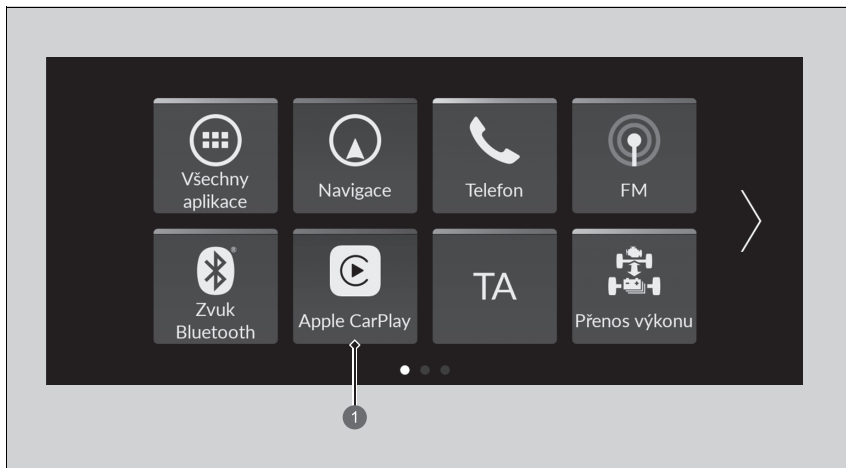 Všechny
aplikace
Navigace
Telefon
FM
Zvuk
Bluetooth
Apple CarPlay
TA
Přenos výkonu
1